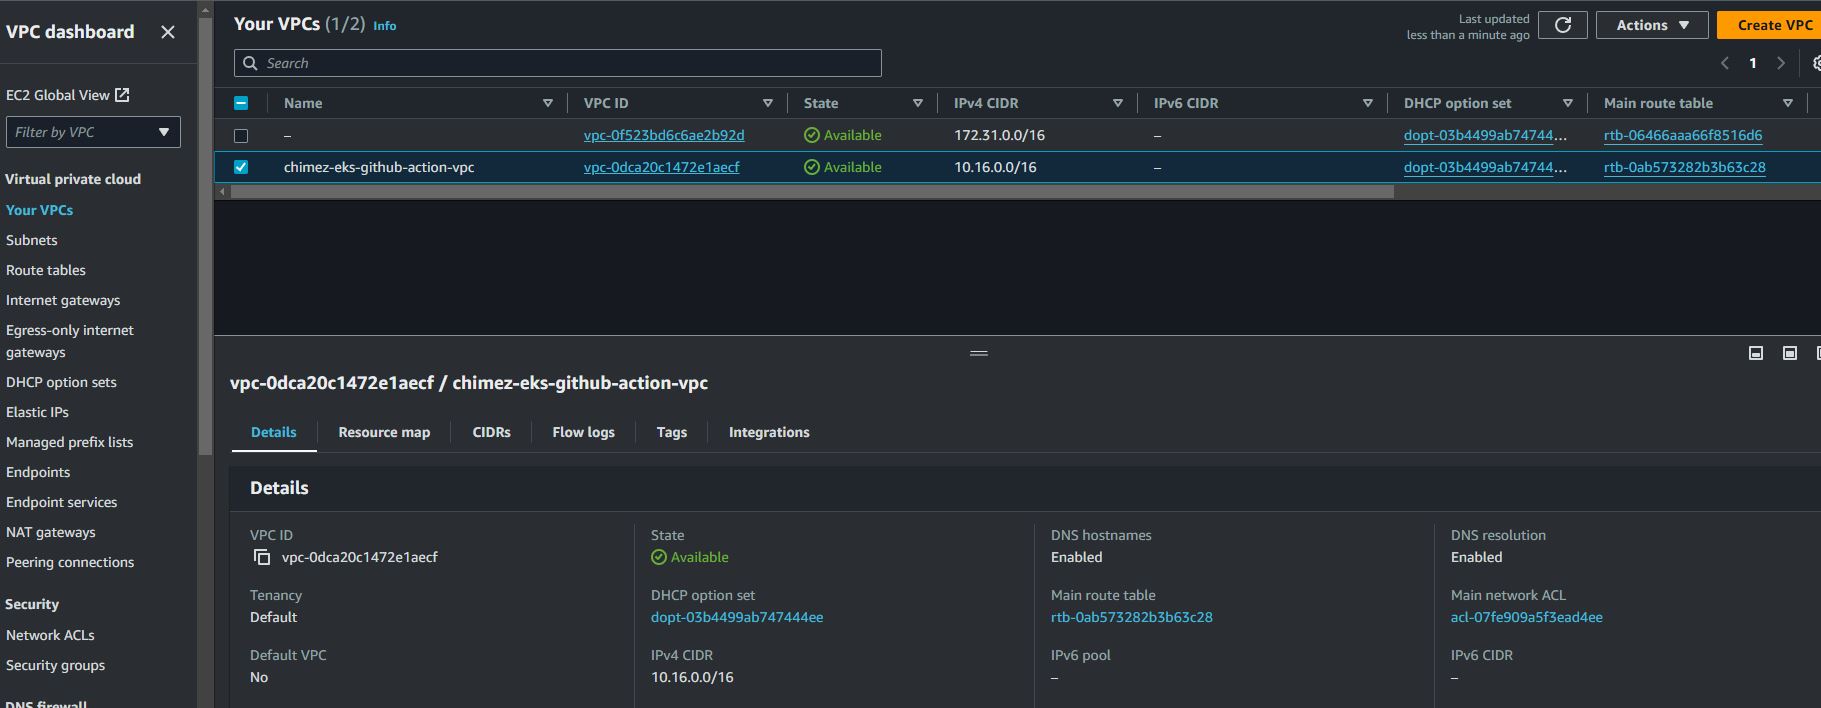 VPC dashboard
EC2 Global View
Filter by VPC
Virtual private cloud
Your VPCs
Subnets
Route tables
Internet gateways
Egress-only internet
gateways
DHCP option sets
Elastic IPs
Managed prefix lists
Endpoints
Endpoint services
NAT gateways
Peering connections
Security
Network ACLs
Security groups
DNS firewall
Your VPCs (1/2) Info
Last updated
less than a minute ago
Actions
Create VPC
Search
1
Name VPC ID State IPv4 CIDR IPv6 CIDR DHCP option set Main route table
– vpc-0f523bd6c6ae2b92d Available 172.31.0.0/16 – dopt-03b4499ab74744... rtb-06466aaa66f8516d6
chimez-eks-github-action-vpc vpc-0dca20c1472e1aecf Available 10.16.0.0/16 – dopt-03b4499ab74744... rtb-0ab573282b3b63c28
vpc-0dca20c1472e1aecf / chimez-eks-github-action-vpc
Details Resource map CIDRs Flow logs Tags Integrations
Details
VPC ID State DNS hostnames DNS resolution
vpc-0dca20c1472e1aecf Available Enabled Enabled
Tenancy DHCP option set Main route table Main network ACL
Default dopt-03b4499ab747444ee rtb-0ab573282b3b63c28 acl-07fe909a5f3ead4ee
Default VPC IPv4 CIDR IPv6 pool IPv6 CIDR
No 10.16.0.0/16 – –